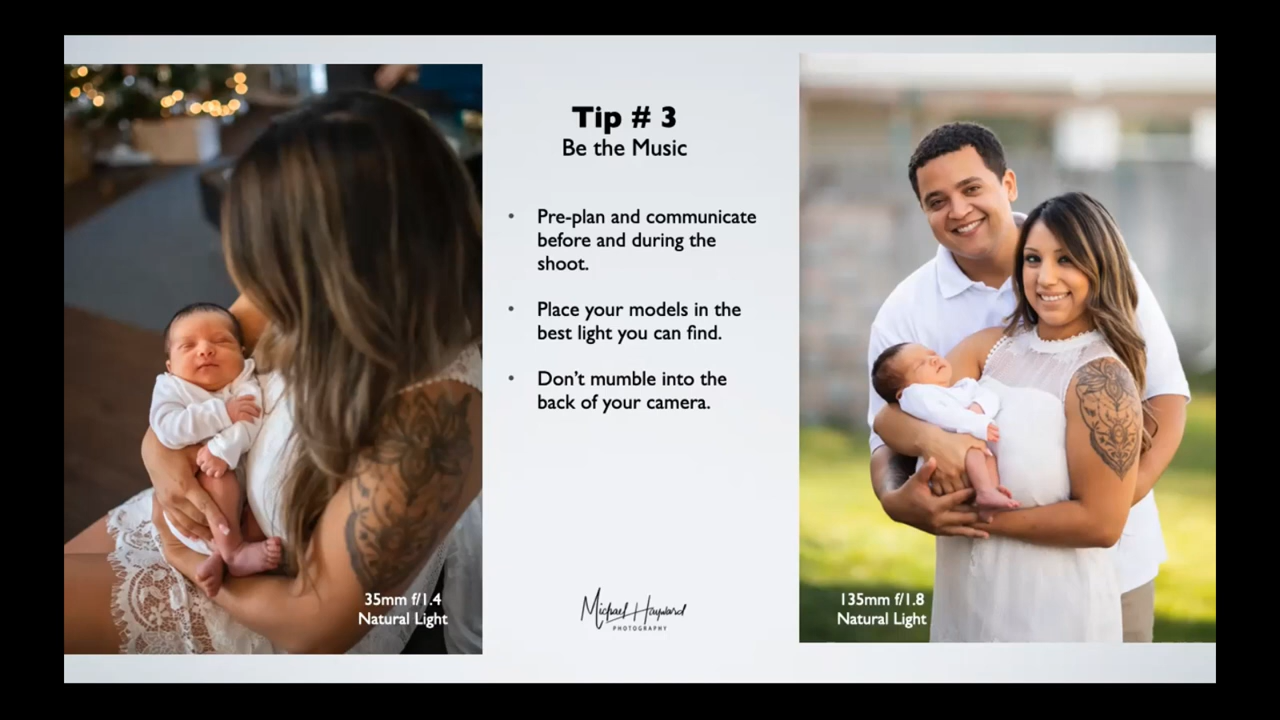 Tip # 3
Be the Music
• Pre-plan and communicate
before and during the
shoot.
• Place your models in the
best light you can find.
• Don't mumble into the
back of your camera.
35mm f/1.4
Natural Light
Michael Hayward
PHOTOGRAPHY
135mm f/1.8
Natural Light